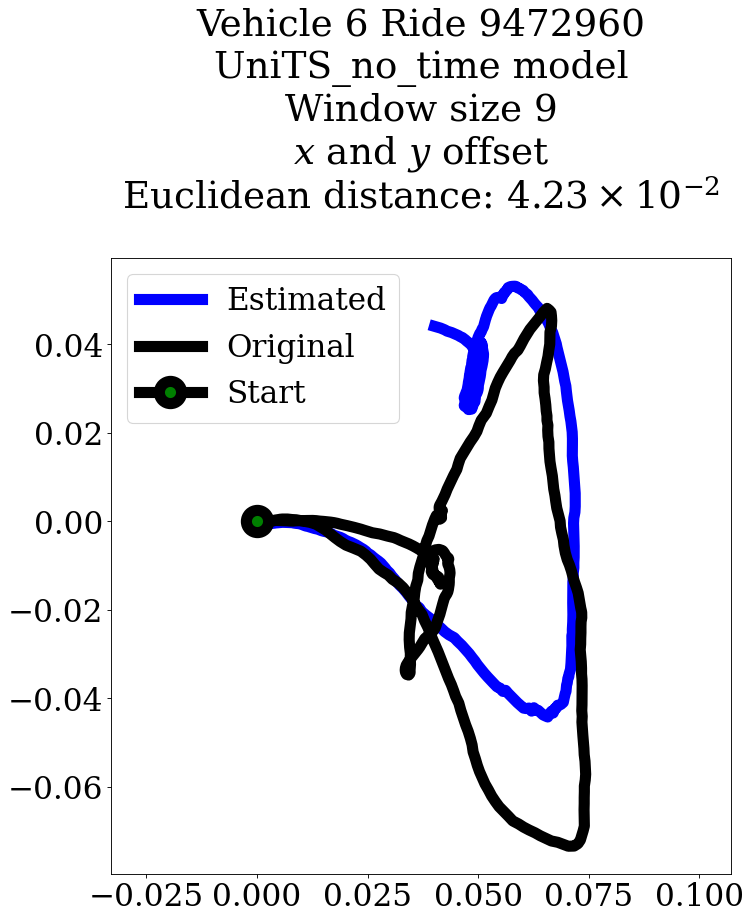 Vehicle 6 Ride 9472960
UniTS_no_time model
Window size 9
x and y offset
Euclidean distance: 4.23 × 10⁻²
Estimated
Original
Start
0.04
0.02
0.00
−0.02
−0.04
−0.06
−0.025 0.000 0.025 0.050 0.075 0.100